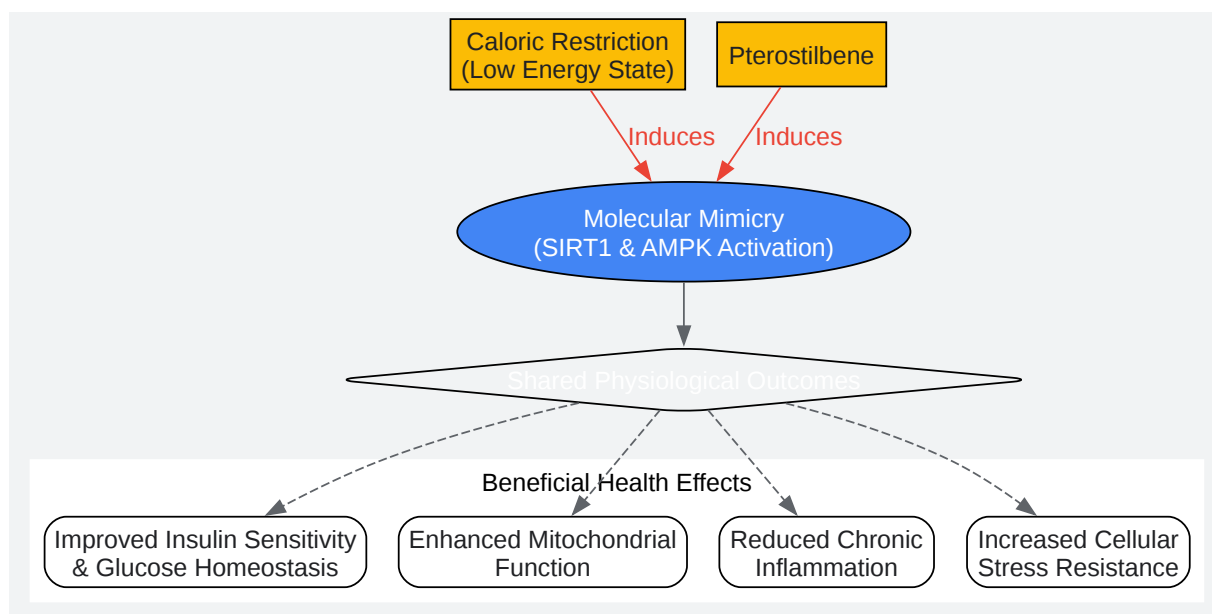 Caloric Restriction
(Low Energy State)
Pterostilbene
Induces
Induces
Molecular Mimicry
(SIRT1 & AMPK Activation)
Shared Physiological Outcomes
Beneficial Health Effects
Improved Insulin Sensitivity
& Glucose Homeostasis
Enhanced Mitochondrial
Function
Reduced Chronic
Inflammation
Increased Cellular
Stress Resistance